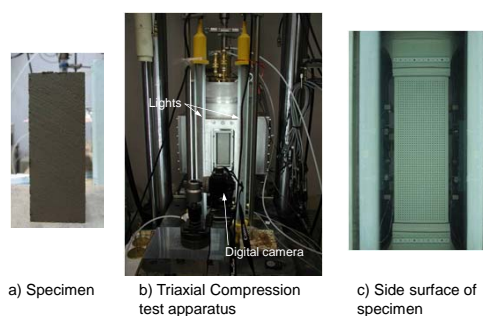 Lights
Digital camera
a) Specimen
b) Triaxial Compression
test apparatus
c) Side surface of
specimen